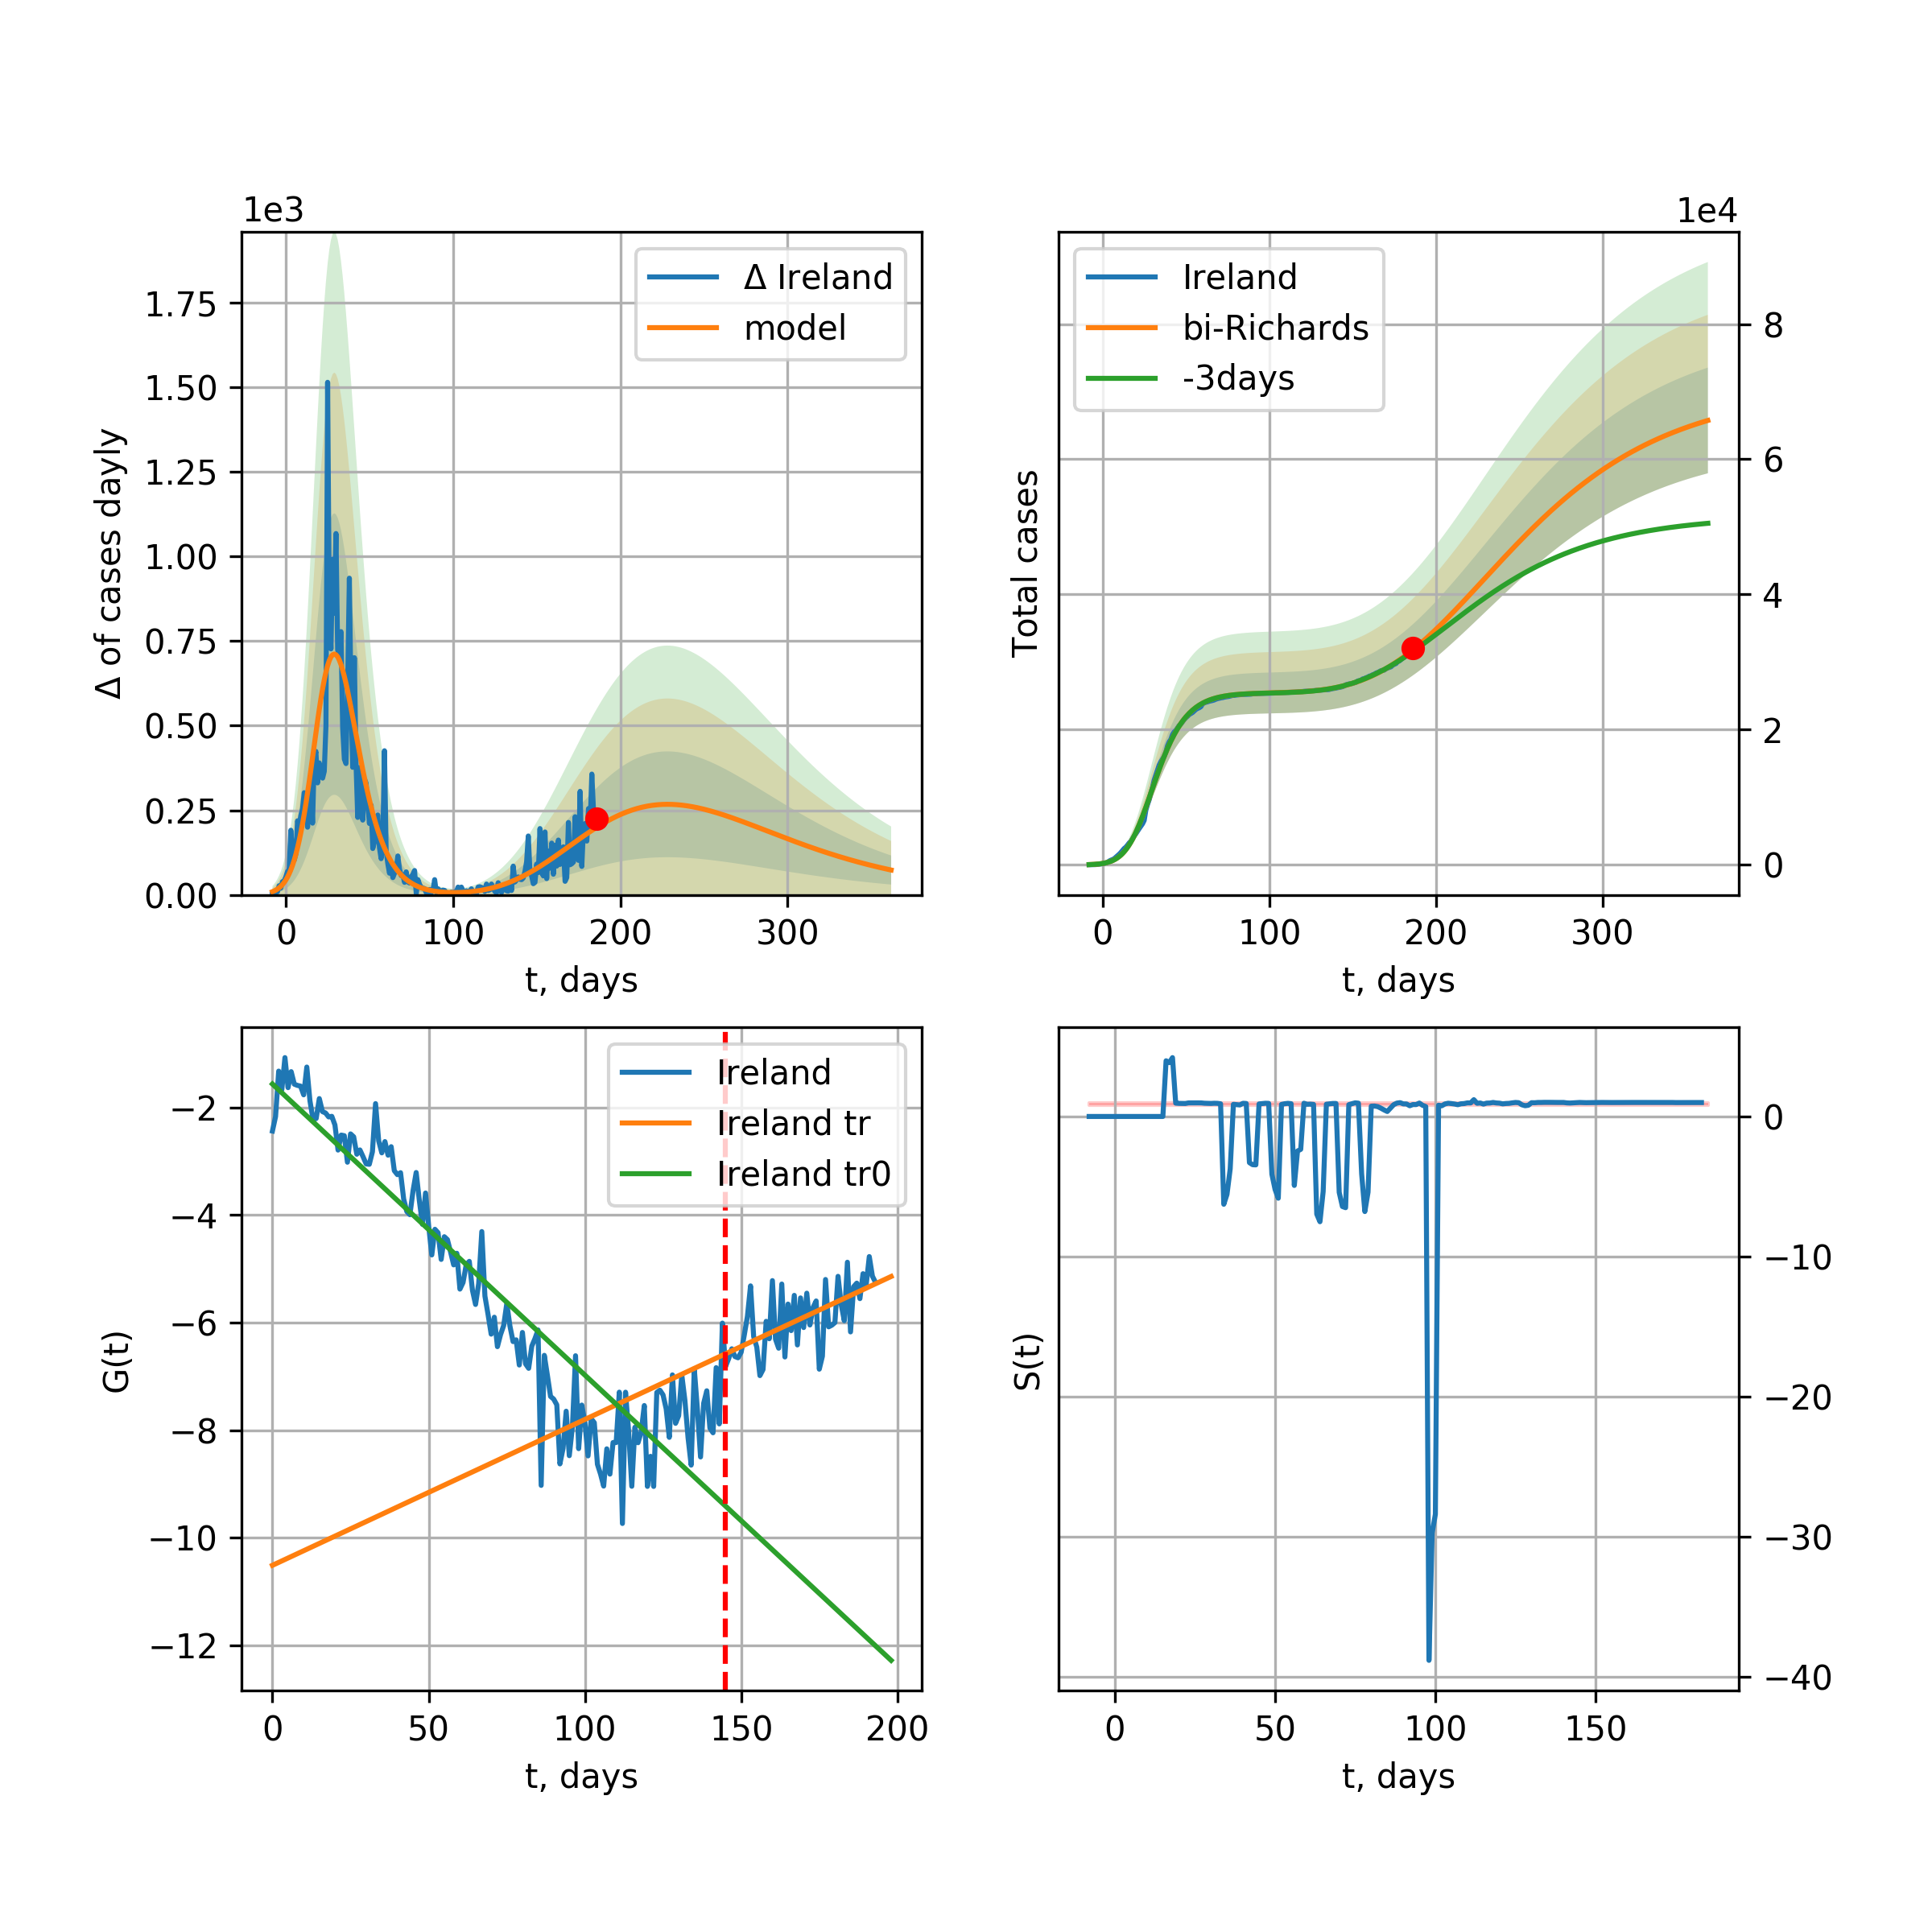 1e3
Δ of cases dayly
1.75
1.50
1.25
1.00
0.75
0.50
0.25
0.00
0 100 200 300
t, days
Δ Ireland
model
1e4
Total cases
8
6
4
2
0
0 100 200 300
t, days
Ireland
bi-Richards
-3days
G(t)
−2
−4
−6
−8
−10
−12
0 50 100 150 200
t, days
Ireland
Ireland tr
Ireland tr0
S(t)
0
−10
−20
−30
−40
0 50 100 150
t, days